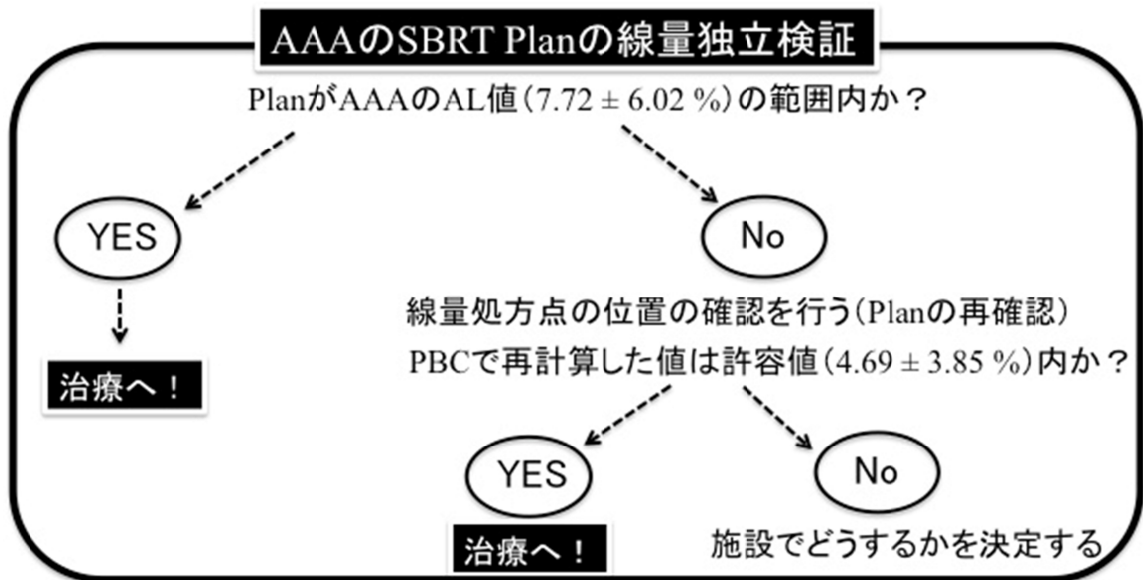 AAAのSBRT Planの線量独立検証
PlanがAAAのAL値(7.72 ± 6.02 %)の範囲内か？
YES
No
治療へ！
線量処方点の位置の確認を行う(Planの再確認)
PBCで再計算した値は許容値(4.69 ± 3.85 %)内か？
YES
No
治療へ！
施設でどうするかを決定する